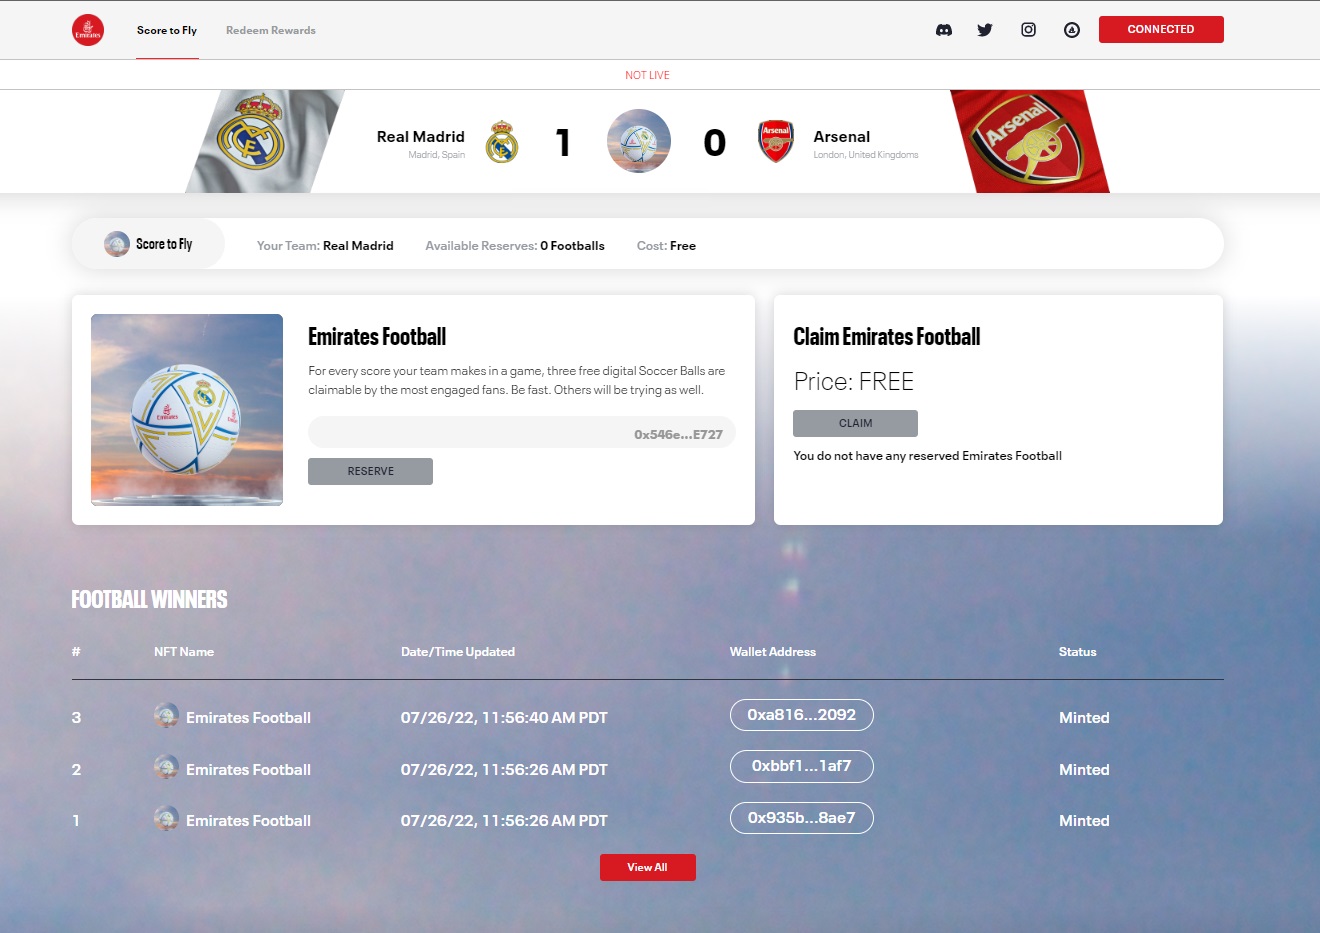 Emirates
Score to Fly
Redeem Rewards
CONNECTED
NOT LIVE
Real Madrid
Madrid, Spain
1
0
Arsenal
Arsenal
London, United Kingdoms
Arsenal
Score to Fly
Your Team: Real Madrid
Available Reserves: 0 Footballs
Cost: Free
Emirates Football
For every score your team makes in a game, three free digital Soccer Balls are
claimable by the most engaged fans. Be fast. Others will be trying as well.
0x546e...E727
RESERVE
Emirates
Emirates
Claim Emirates Football
Price: FREE
CLAIM
You do not have any reserved Emirates Football
FOOTBALL WINNERS
# NFT Name Date/Time Updated Wallet Address Status
3 Emirates Football 07/26/22, 11:56:40 AM PDT 0xa816...2092 Minted
2 Emirates Football 07/26/22, 11:56:26 AM PDT 0xbbf1...1af7 Minted
1 Emirates Football 07/26/22, 11:56:26 AM PDT 0x935b...8ae7 Minted
View All